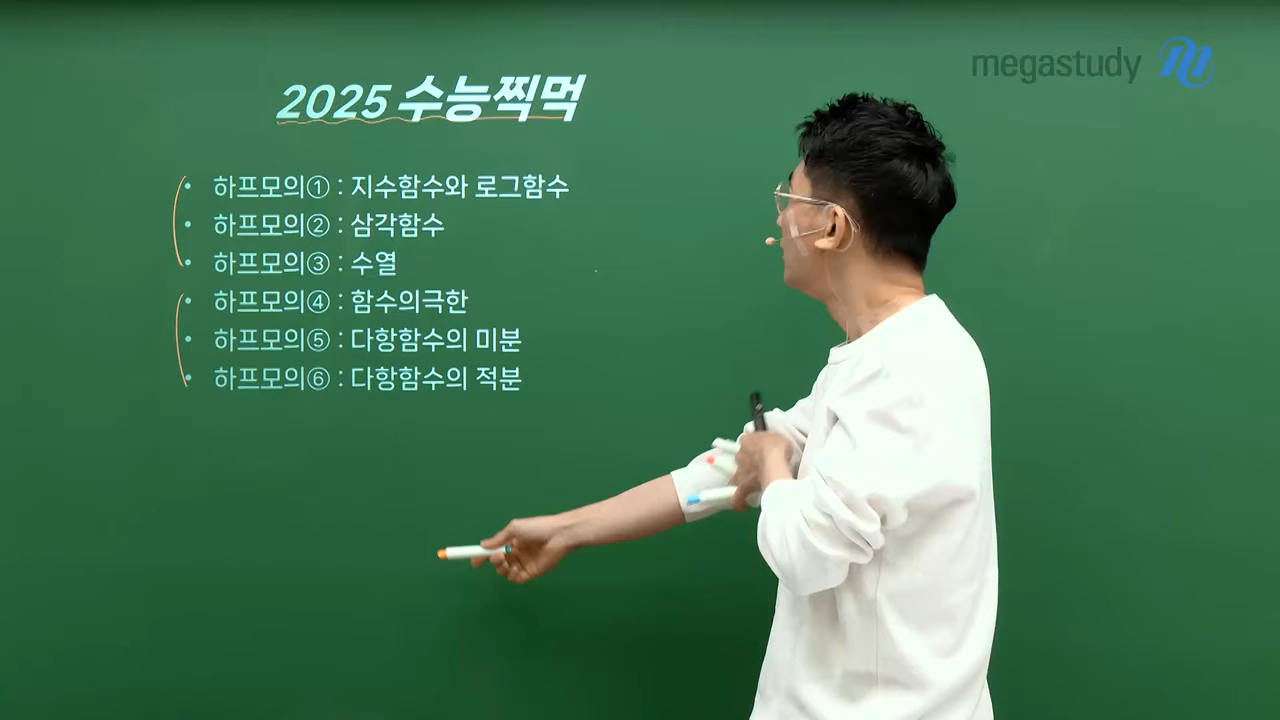 megastudy
2025 수능찍먹
• 하프모의① : 지수함수와 로그함수
• 하프모의② : 삼각함수
• 하프모의③ : 수열
• 하프모의④ : 함수의극한
• 하프모의⑤ : 다항함수의 미분
• 하프모의⑥ : 다항함수의 적분